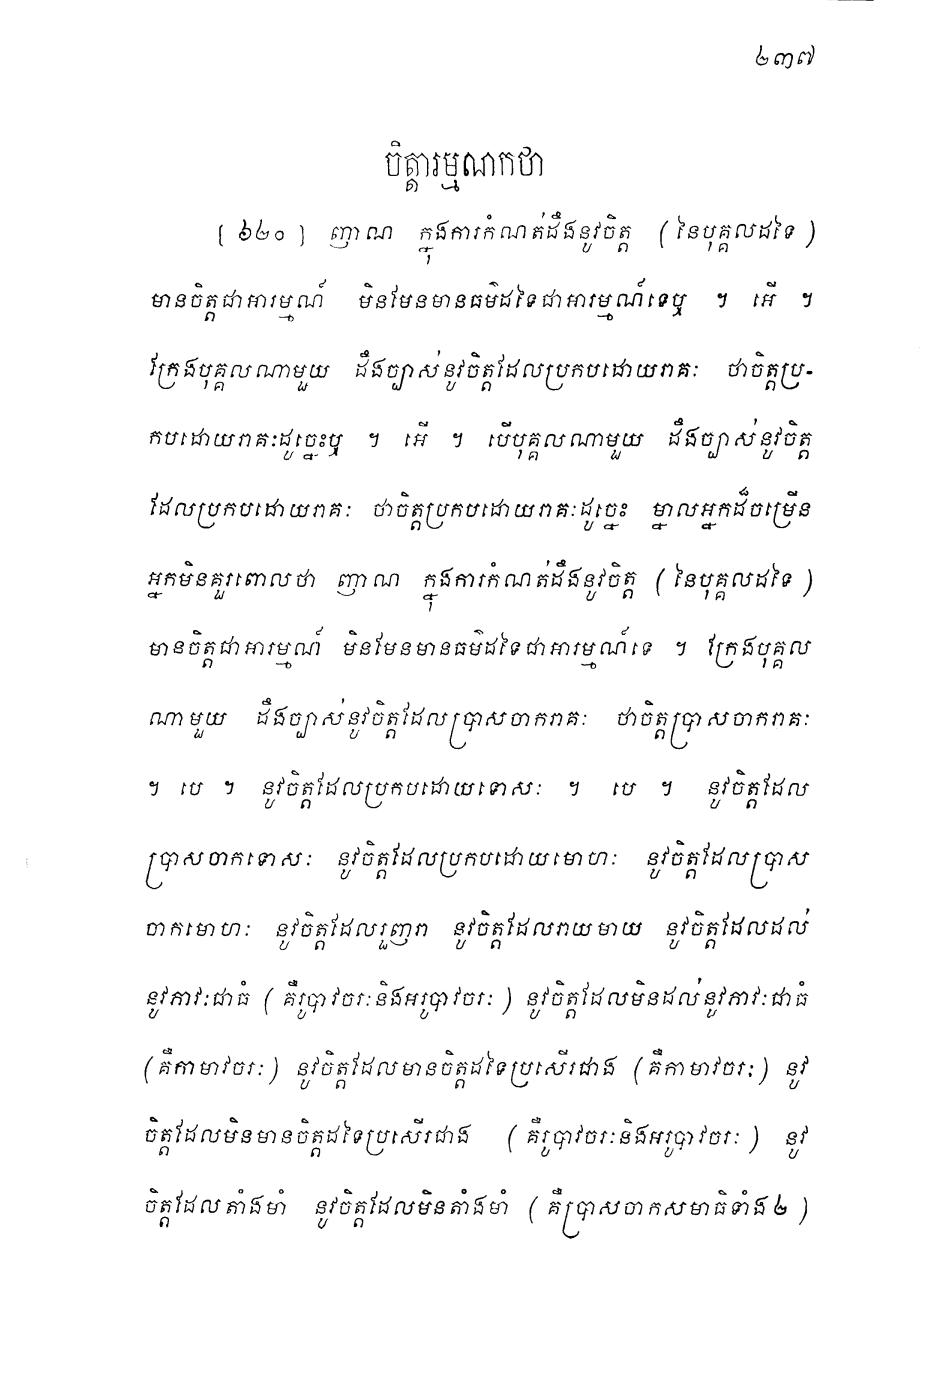 ២៣៧
ចិត្តារម្មណកថា
[ ៦២០ ] ញាណ ក្នុងការកំណត់ដឹងនូវចិត្ត (នៃបុគ្គលដទៃ)
មានចិត្តជាអារម្មណ៍ មិនមែនមានធម៌ដទៃជាអារម្មណ៍ទេឬ ។ អើ ។
ក្រែងបុគ្គលណាមួយ ដឹងច្បាស់នូវចិត្តដែលប្រកបដោយរាគៈ ថាចិត្តប្រ-
កបដោយរាគៈដូច្នេះឬ ។ អើ ។ បើបុគ្គលណាមួយ ដឹងច្បាស់នូវចិត្ត
ដែលប្រកបដោយរាគៈ ថាចិត្តប្រកបដោយរាគៈដូច្នេះ ម្នាលអ្នកដ៏ចម្រើន
អ្នកមិនគួរពោលថា ញាណ ក្នុងការកំណត់ដឹងនូវចិត្ត (នៃបុគ្គលដទៃ)
មានចិត្តជាអារម្មណ៍ មិនមែនមានធម៌ដទៃជាអារម្មណ៍ទេ ។ ក្រែងបុគ្គល
ណាមួយ ដឹងច្បាស់នូវចិត្តដែលប្រាសចាករាគៈ ថាចិត្តប្រាសចាករាគៈ
។ បេ ។ នូវចិត្តដែលប្រកបដោយទោសៈ ។ បេ ។ នូវចិត្តដែល
ប្រាសចាកទោសៈ នូវចិត្តដែលប្រកបដោយមោហៈ នូវចិត្តដែលប្រាស
ចាកមោហៈ នូវចិត្តដែលរួញរា នូវចិត្តដែលរាយមាយ នូវចិត្តដែលដល់
នូវភាវៈជាធំ (គឺរូបាវចរៈនិងអរូបាវចរៈ) នូវចិត្តដែលមិនដល់នូវភាវៈជាធំ
(គឺកាមាវចរៈ) នូវចិត្តដែលមានចិត្តដទៃប្រសើរជាង (គឺកាមាវចរៈ) នូវ
ចិត្តដែលមិនមានចិត្តដទៃប្រសើរជាង (គឺរូបាវចរៈនិងអរូបាវចរៈ) នូវ
ចិត្តដែលតាំងមាំ នូវចិត្តដែលមិនតាំងមាំ (គឺប្រាសចាកសមាធិទាំង២)